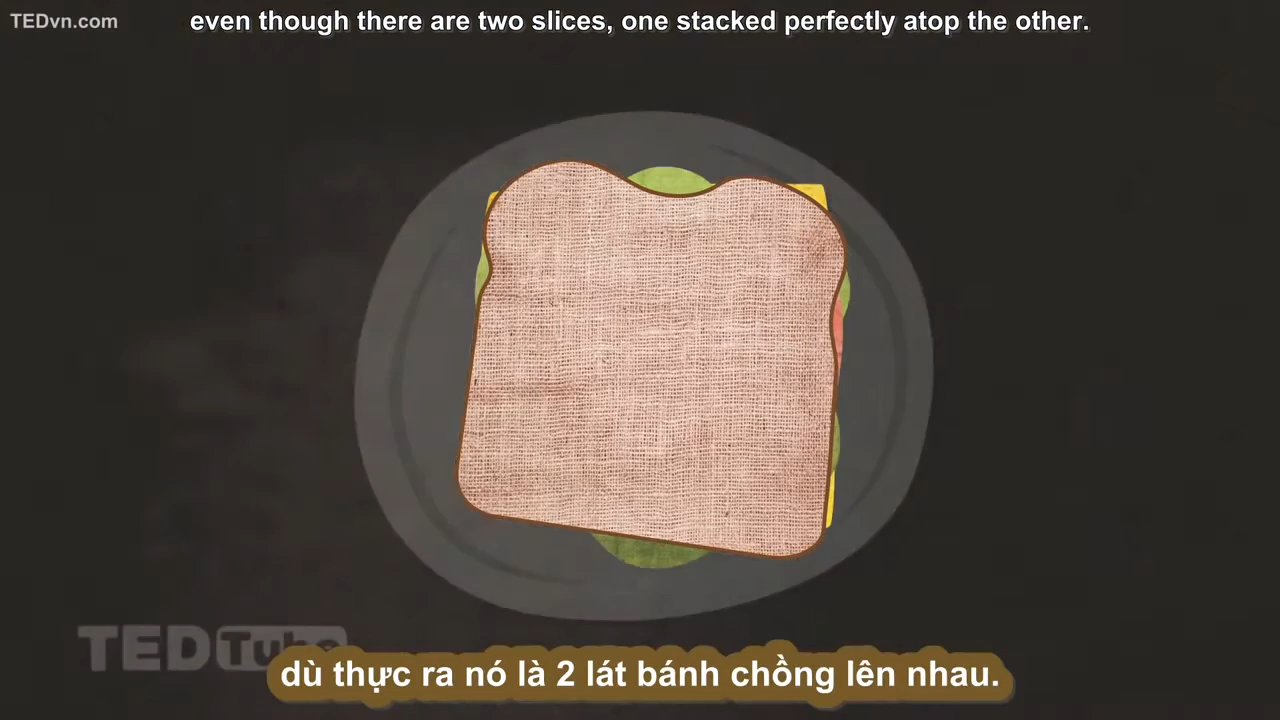 TEDvn.com
even though there are two slices, one stacked perfectly atop the other.
TED Tube
dù thực ra nó là 2 lát bánh chồng lên nhau.